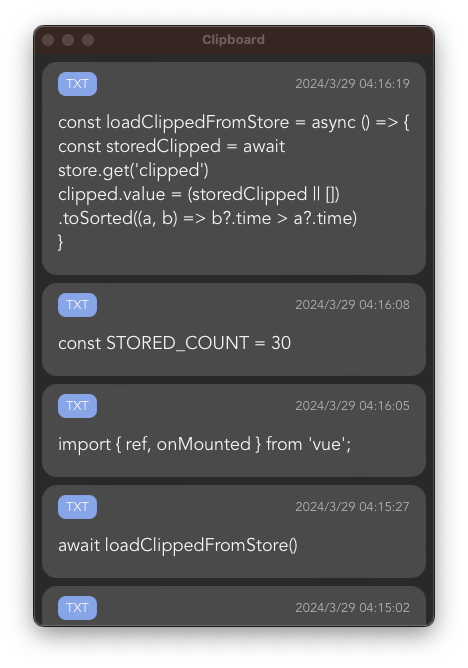 Clipboard
TXT 2024/3/29 04:16:19
const loadClippedFromStore = async () => {
const storedClipped = await
store.get('clipped')
clipped.value = (storedClipped || [])
.toSorted((a, b) => b?.time > a?.time)
}
TXT 2024/3/29 04:16:08
const STORED_COUNT = 30
TXT 2024/3/29 04:16:05
import { ref, onMounted } from 'vue';
TXT 2024/3/29 04:15:27
await loadClippedFromStore()
TXT 2024/3/29 04:15:02